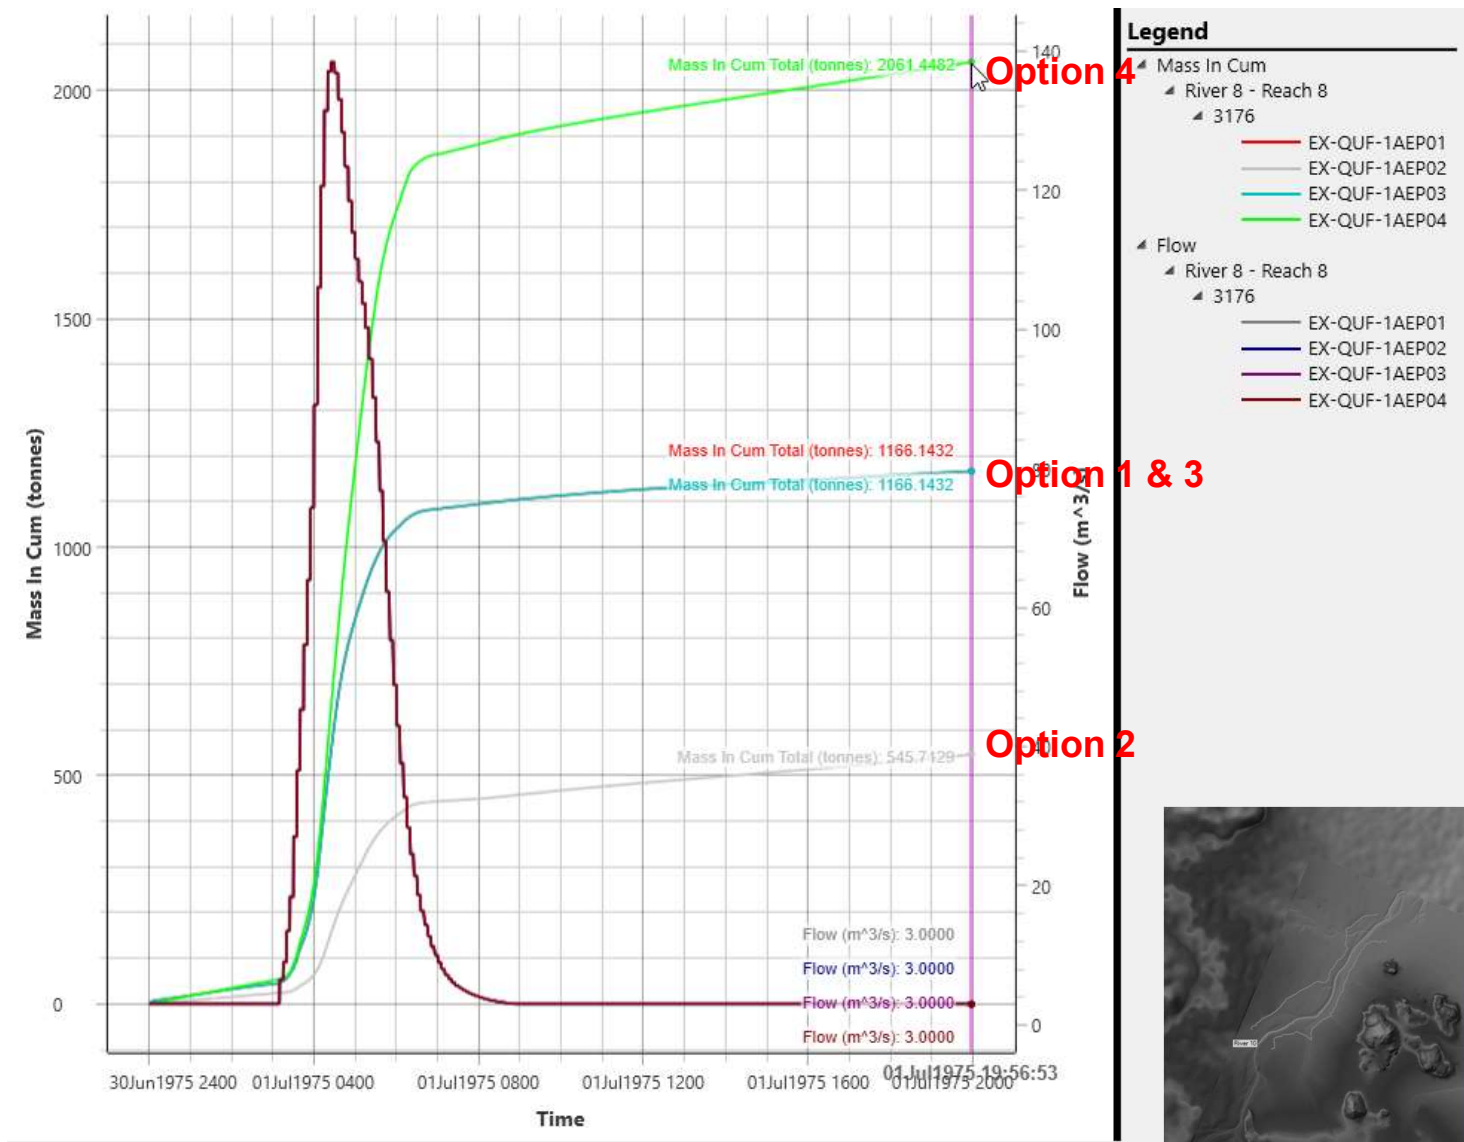 Legend
Mass In Cum
River 8 - Reach 8
3176
EX-QUF-1AEP01
EX-QUF-1AEP02
EX-QUF-1AEP03
EX-QUF-1AEP04
Flow
River 8 - Reach 8
3176
EX-QUF-1AEP01
EX-QUF-1AEP02
EX-QUF-1AEP03
EX-QUF-1AEP04
Mass In Cum (tonnes)
2000
1500
1000
500
0
Mass In Cum Total (tonnes): 2061.4482
Option 4
Mass In Cum Total (tonnes): 1166.1432
Mass In Cum Total (tonnes): 1166.1432
Option 1 & 3
Mass In Cum Total (tonnes): 545.7129
Option 2
Flow (m^3/s): 3.0000
Flow (m^3/s): 3.0000
Flow (m^3/s): 3.0000
Flow (m^3/s): 3.0000
140
120
100
80
60
40
20
0
Flow (m^3/s)
30Jun1975 2400
01Jul1975 0400
01Jul1975 0800
01Jul1975 1200
01Jul1975 1600
01Jul1975 2000
01Jul1975 19:56:53
Time